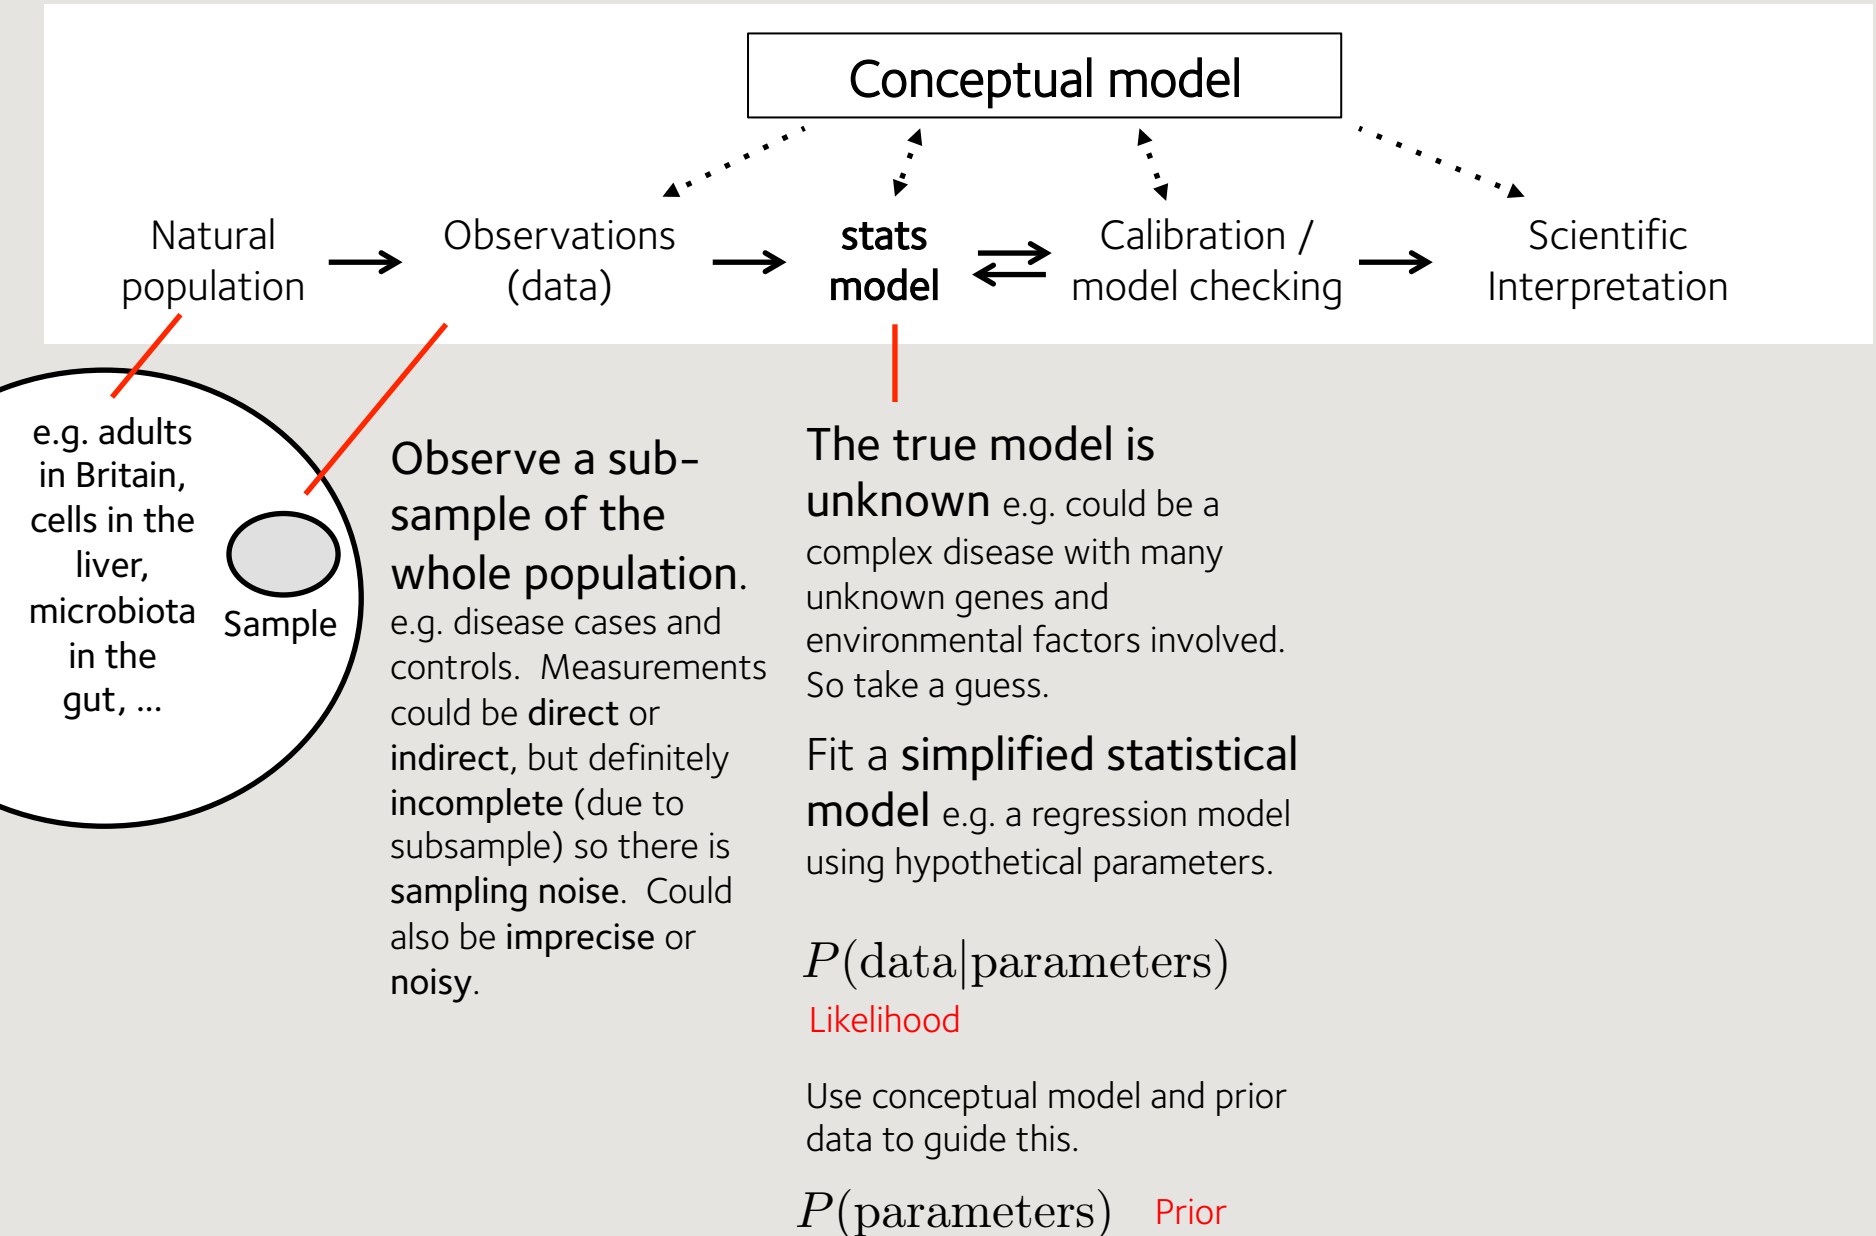 Conceptual model
Natural
population
Observations
(data)
stats
model
Calibration /
model checking
Scientific
Interpretation
e.g. adults
in Britain,
cells in the
liver,
microbiota
in the
gut, ...
Sample
Observe a sub-
sample of the
whole population.
e.g. disease cases and
controls. Measurements
could be direct or
indirect, but definitely
incomplete (due to
subsample) so there is
sampling noise. Could
also be imprecise or
noisy.
The true model is
unknown e.g. could be a
complex disease with many
unknown genes and
environmental factors involved.
So take a guess.
Fit a simplified statistical
model e.g. a regression model
using hypothetical parameters.
P(data|parameters)
Likelihood
Use conceptual model and prior
data to guide this.
P(parameters) Prior